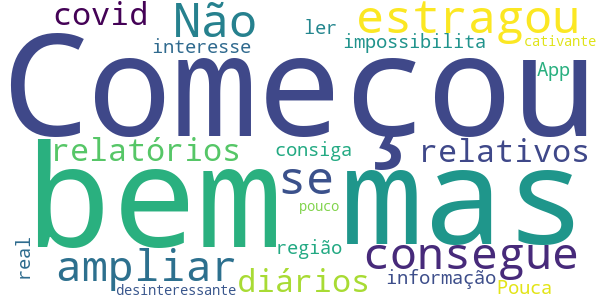 covid
Não
ler
estragou
interesse
impossibilita
cativante
Começou
App
relatórios
consiga
relativos
bem
se
mas
pouco
real
ampliar
região
consegue
desinteressante
diários
informação
Pouca